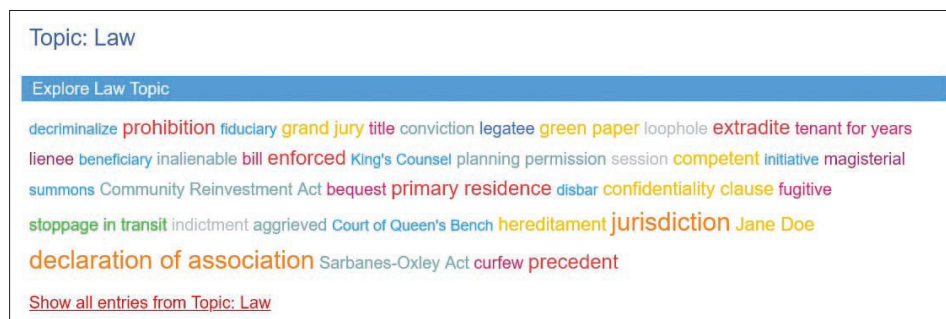 Topic: Law
Explore Law Topic
decriminalize prohibition fiduciary grand jury title conviction legatee green paper loophole extradite tenant for years
lienee beneficiary inalienable bill enforced King's Counsel planning permission session competent initiative magisterial
summons Community Reinvestment Act bequest primary residence disbar confidentiality clause fugitive
stoppage in transit indictment aggrieved Court of Queen's Bench hereditament jurisdiction Jane Doe
declaration of association Sarbanes-Oxley Act curfew precedent
Show all entries from Topic: Law